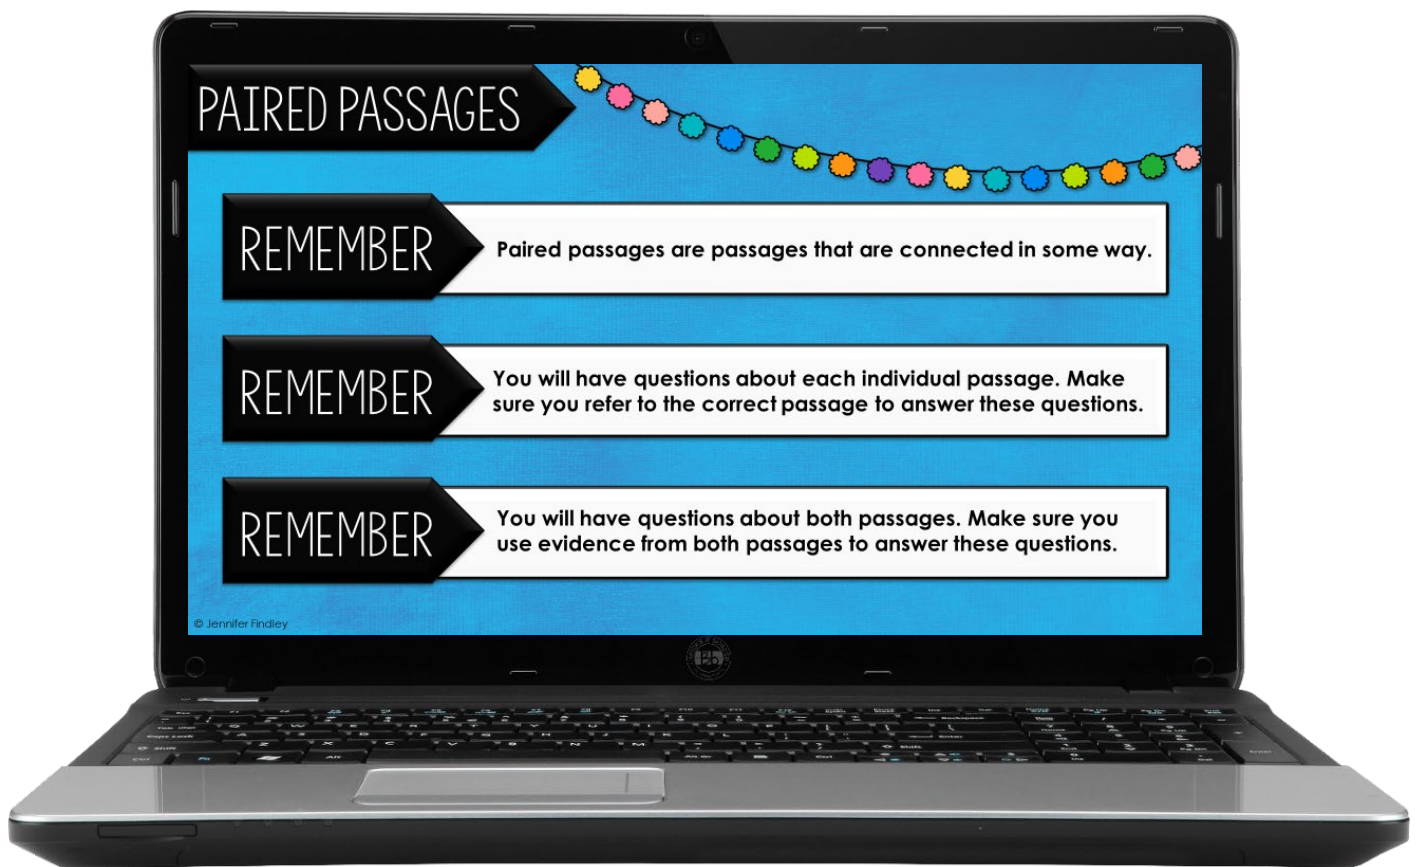 PAIRED PASSAGES
REMEMBER
Paired passages are passages that are connected in some way.
REMEMBER
You will have questions about each individual passage. Make
sure you refer to the correct passage to answer these questions.
REMEMBER
You will have questions about both passages. Make sure you
use evidence from both passages to answer these questions.
© Jennifer Findley